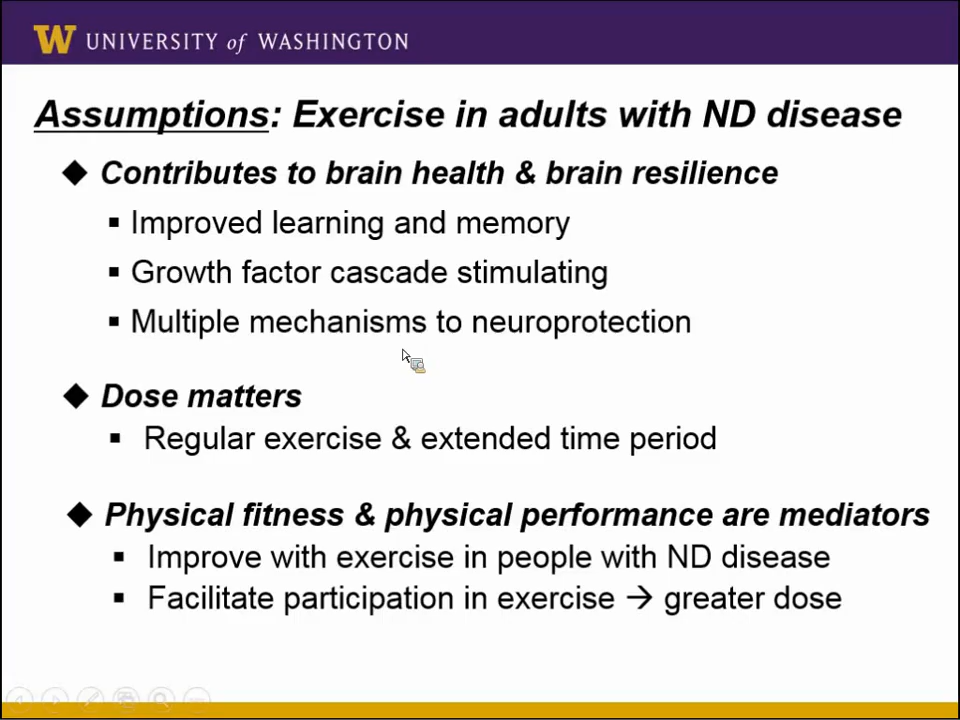 W UNIVERSITY of WASHINGTON
Assumptions: Exercise in adults with ND disease
◆ Contributes to brain health & brain resilience
▪ Improved learning and memory
▪ Growth factor cascade stimulating
▪ Multiple mechanisms to neuroprotection
◆ Dose matters
▪ Regular exercise & extended time period
◆ Physical fitness & physical performance are mediators
▪ Improve with exercise in people with ND disease
▪ Facilitate participation in exercise → greater dose